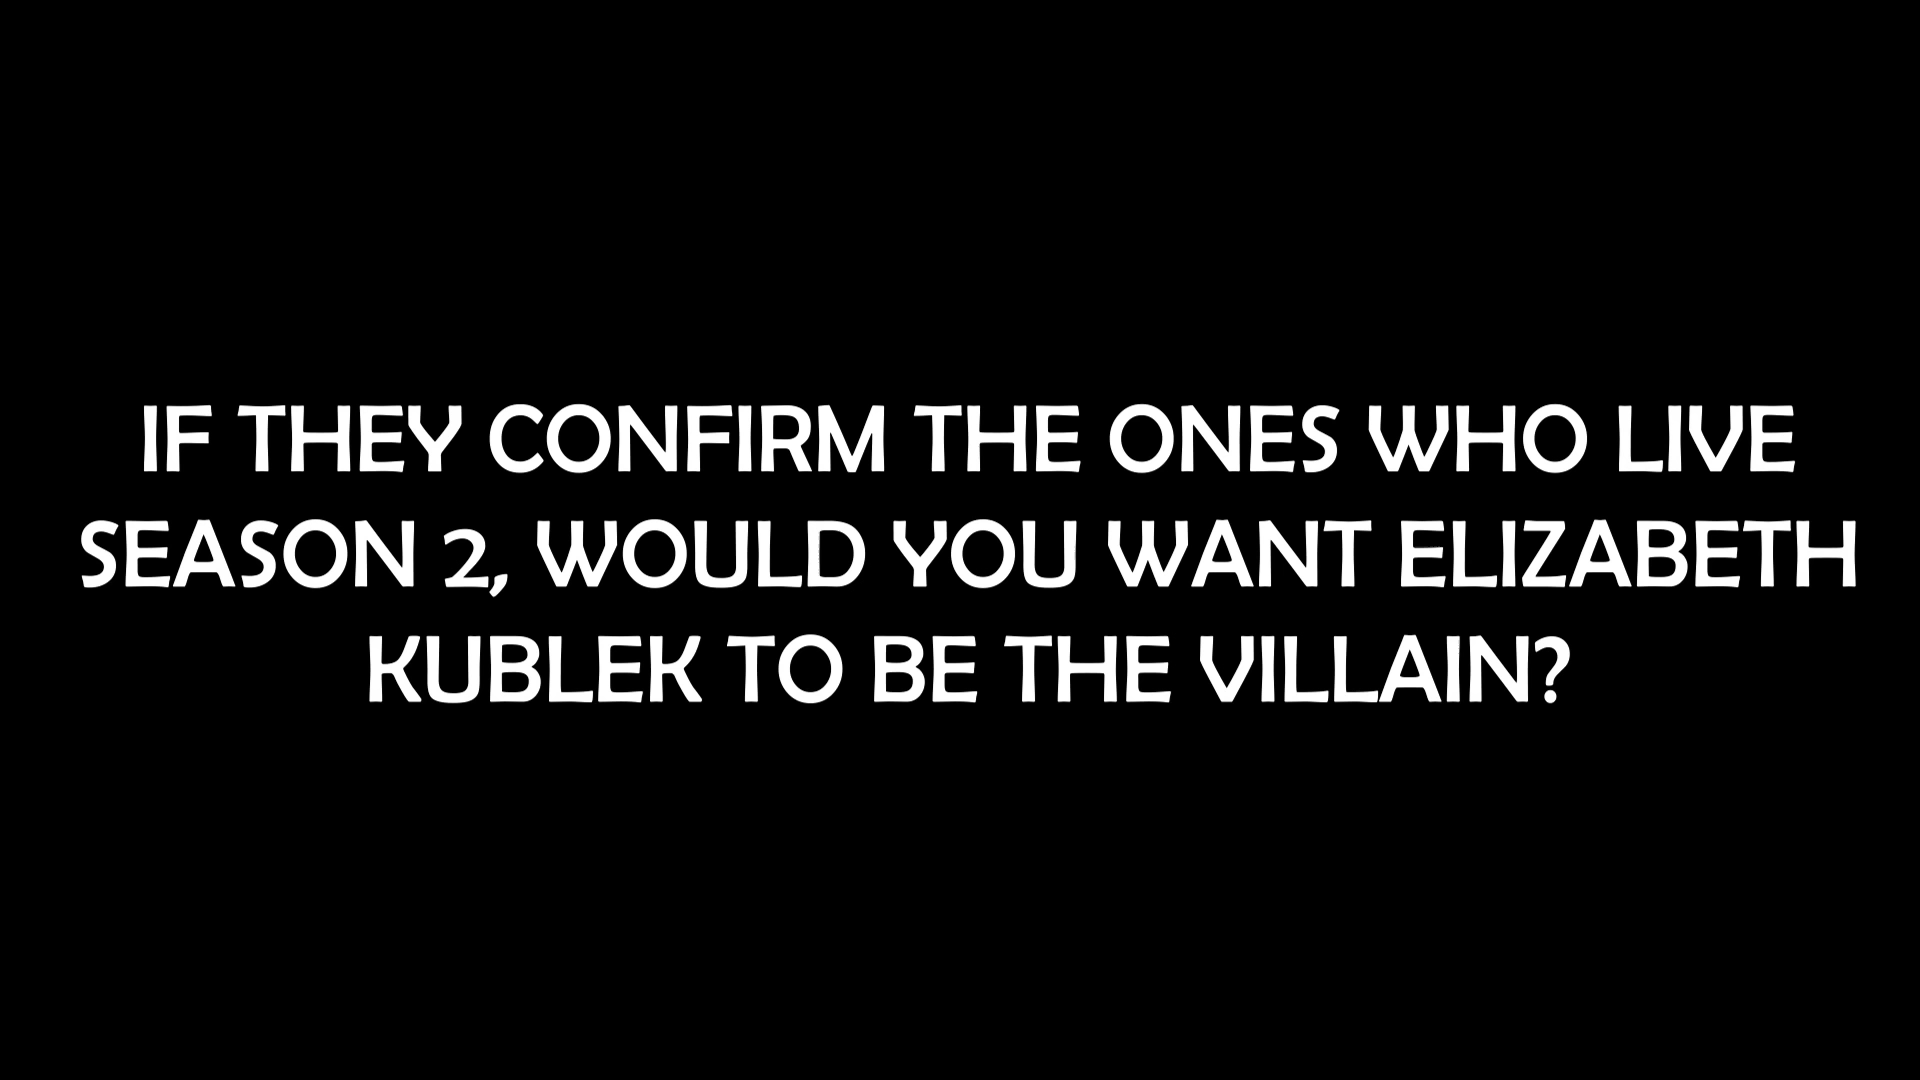 IF THEY CONFIRM THE ONES WHO LIVE
SEASON 2, WOULD YOU WANT ELIZABETH
KUBLEK TO BE THE VILLAIN?